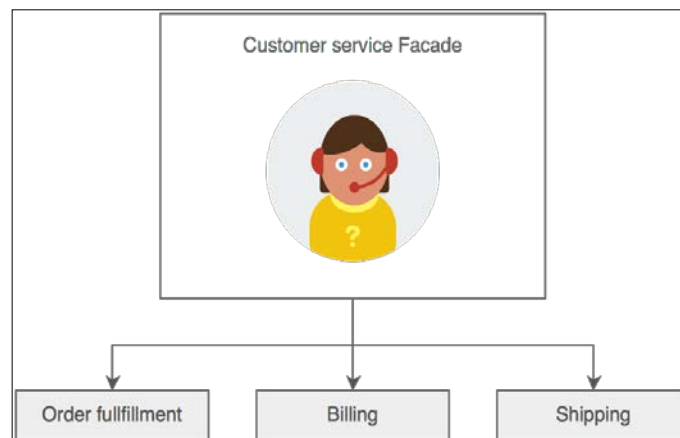 Customer service Facade
?
Order fullfillment
Billing
Shipping